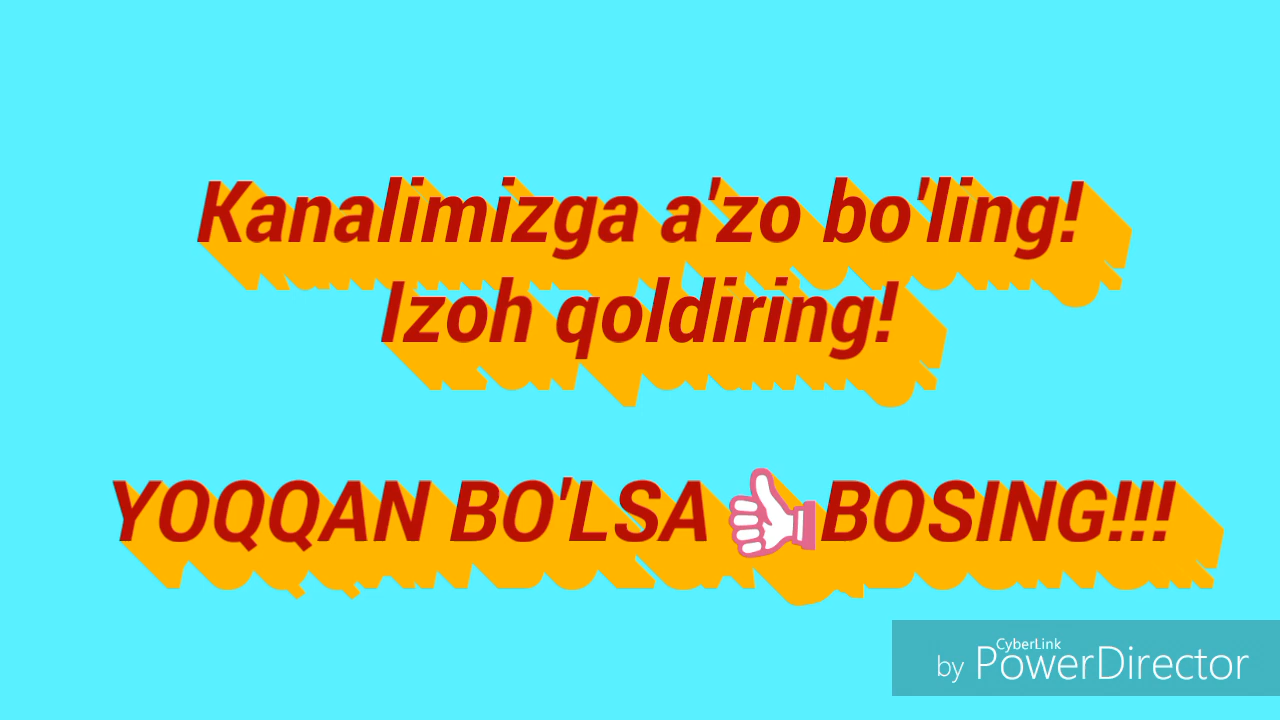 Kanalimizga a'zo bo'ling!
Izoh qoldiring!
YOQQAN BO'LSA 👍BOSING!!!
CyberLink
by PowerDirector